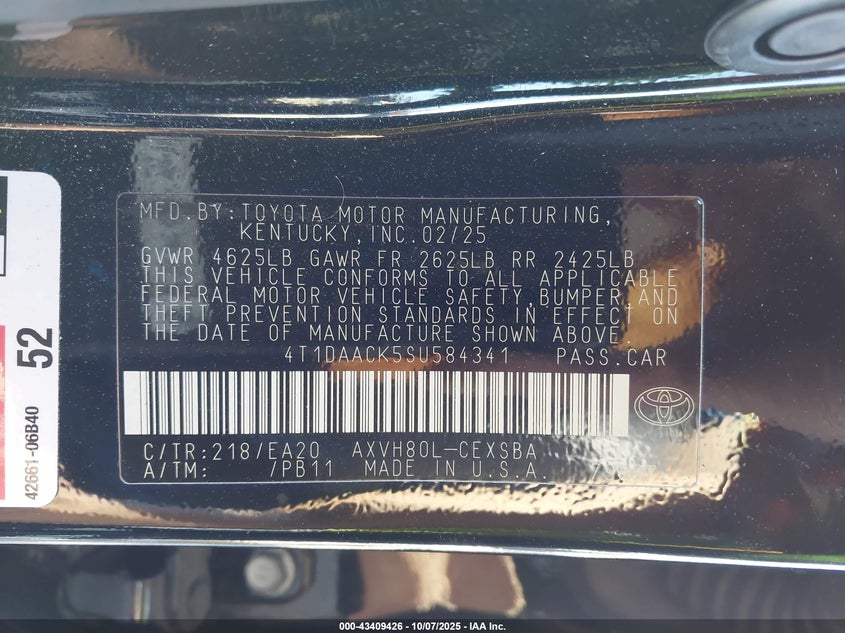 MFD.BY:TOYOTA MOTOR MANUFACTURING,
KENTUCKY,INC.02/25
GVWR 4625LB GAWR FR 2625LB RR 2425LB
THIS VEHICLE CONFORMS TO ALL APPLICABLE
FEDERAL MOTOR VEHICLE SAFETY,BUMPER,AND
THEFT PREVENTION STANDARDS IN EFFECT ON
THE DATE OF MANUFACTURE SHOWN ABOVE.
4T1DAACK5SU584341 PASS.CAR
C/TR:218/EA20 AXVH80L-CEXSBA
A/TM: /PB11 MADE IN U.S.A.
52
42661-06B40
000-43409426 - 10/07/2025 - IAA Inc.